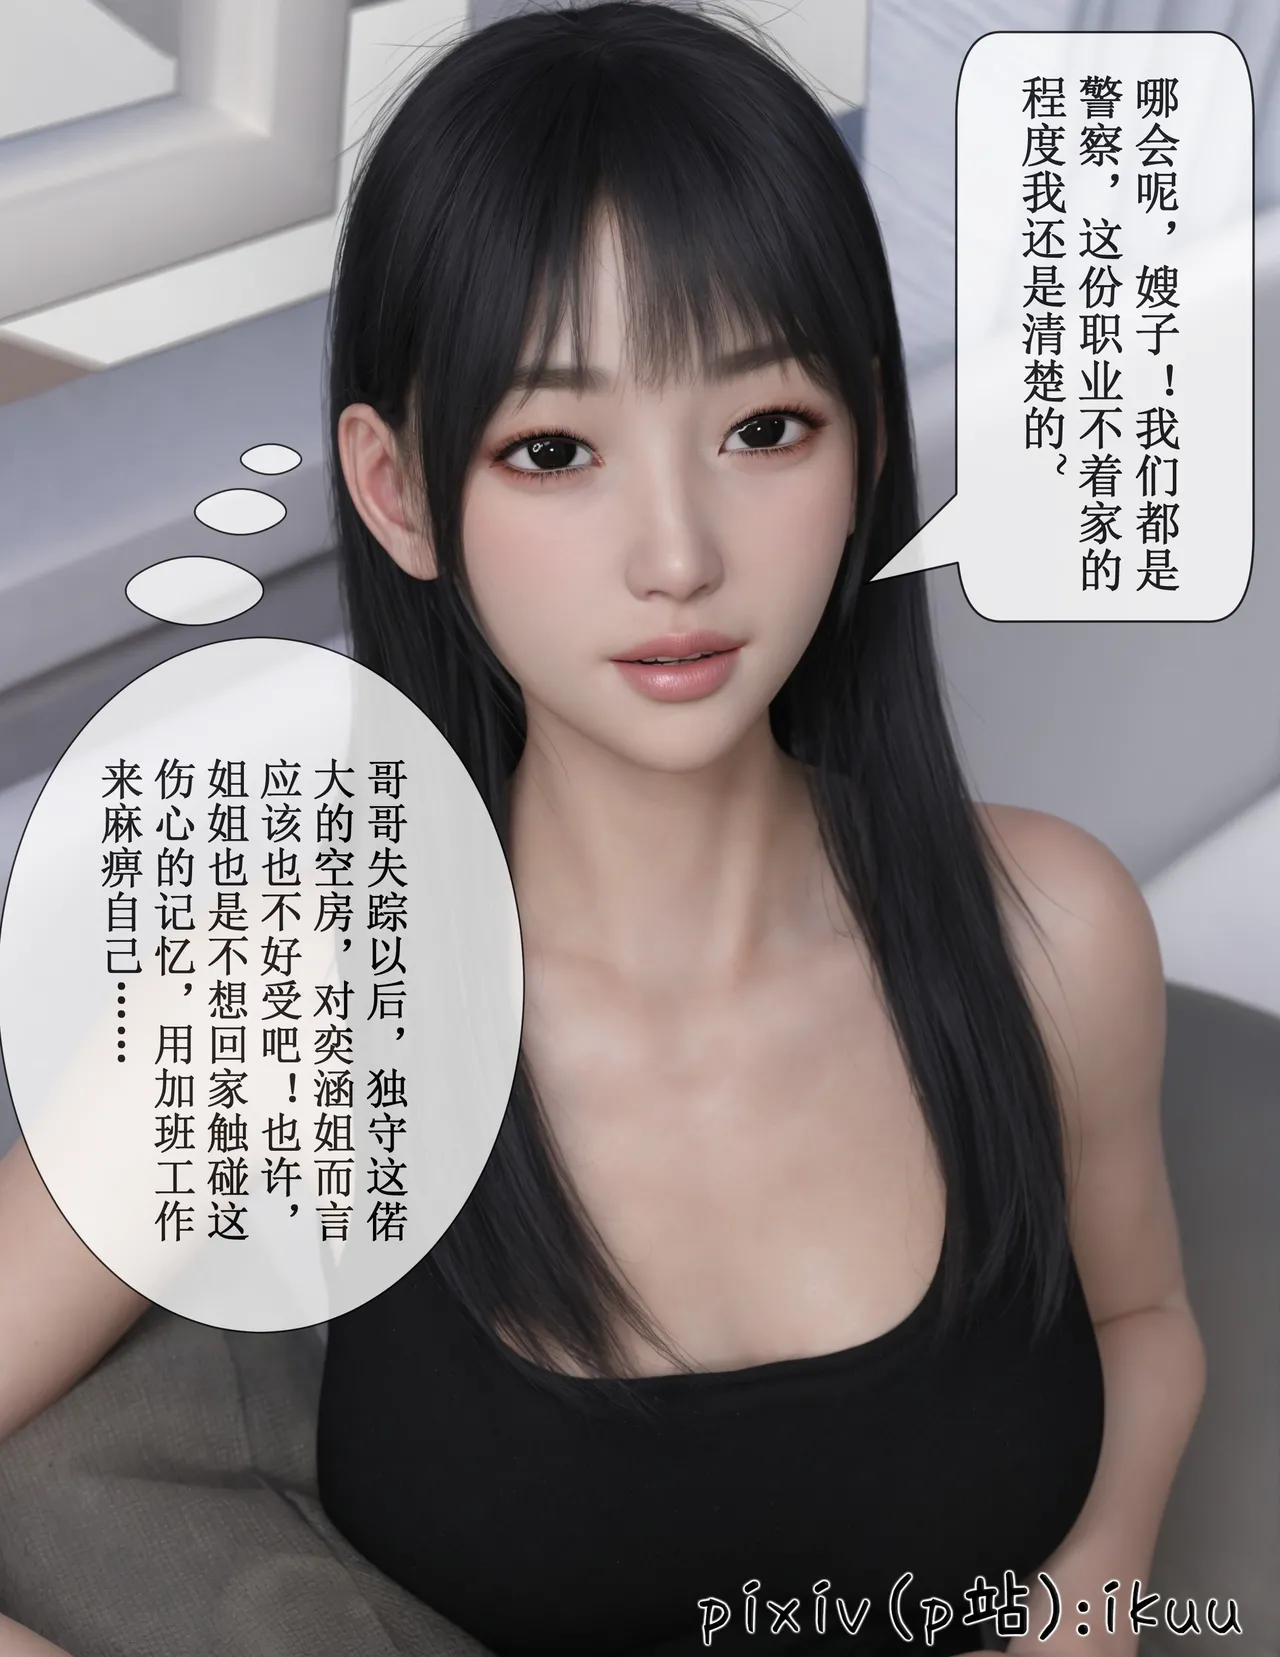 哪会呢，嫂子！我们都是
警察，这份职业不着家的
程度我还是清楚的~
哥哥失踪以后，独守这偌
大的空房，对奕涵姐而言
应该也不好受吧！也许，
姐姐也是不想回家触碰这
伤心的记忆，用加班工作
来麻痹自己……
pixiv(p站):ikuu